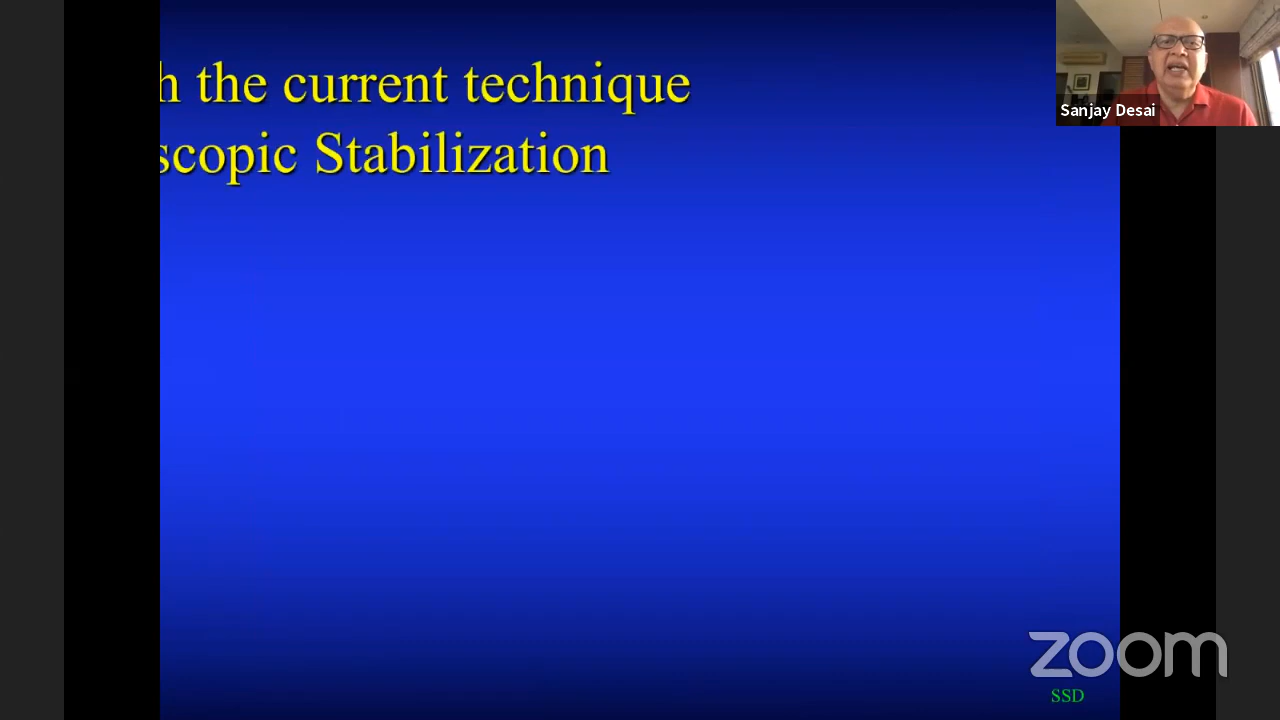 h the current technique
scopic Stabilization
Sanjay Desai
zoom
SSD